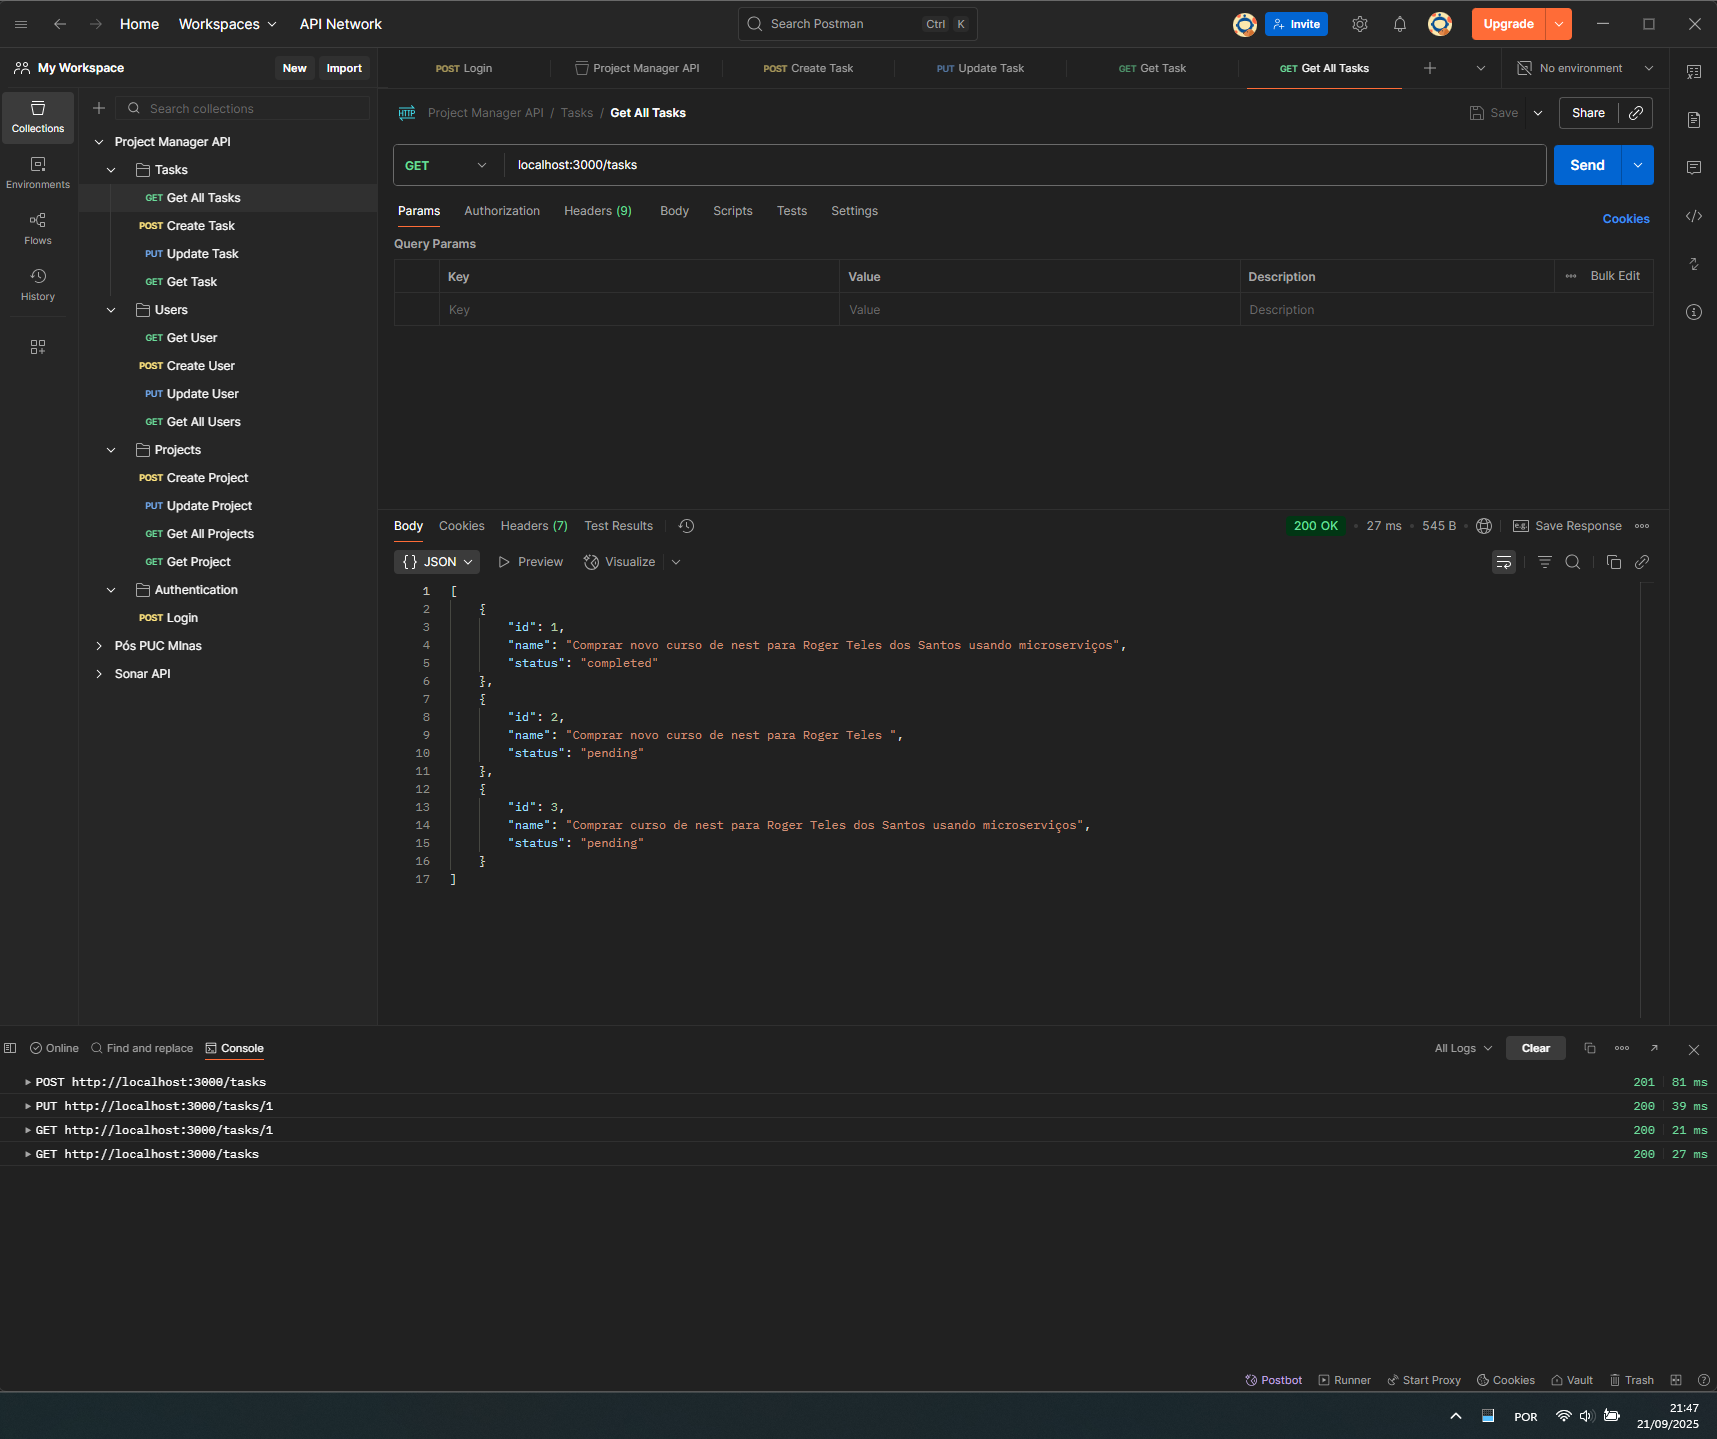 Home Workspaces API Network Search Postman Ctrl K Invite Upgrade
My Workspace New Import POST Login Project Manager API POST Create Task PUT Update Task GET Get Task GET Get All Tasks No environment
Collections
Environments
Flows
History
Search collections
Project Manager API
Tasks
GET Get All Tasks
POST Create Task
PUT Update Task
GET Get Task
Users
GET Get User
POST Create User
PUT Update User
GET Get All Users
Projects
POST Create Project
PUT Update Project
GET Get All Projects
GET Get Project
Authentication
POST Login
Pós PUC MInas
Sonar API
HTTP Project Manager API / Tasks / Get All Tasks Save Share
GET localhost:3000/tasks Send
Params Authorization Headers (9) Body Scripts Tests Settings Cookies
Query Params
Key Value Description Bulk Edit
Key Value Description
Body Cookies Headers (7) Test Results 200 OK • 27 ms • 545 B e.g. Save Response
{} JSON Preview Visualize
1 [
2 {
3 "id": 1,
4 "name": "Comprar novo curso de nest para Roger Teles dos Santos usando microserviços",
5 "status": "completed"
6 },
7 {
8 "id": 2,
9 "name": "Comprar novo curso de nest para Roger Teles ",
10 "status": "pending"
11 },
12 {
13 "id": 3,
14 "name": "Comprar curso de nest para Roger Teles dos Santos usando microserviços",
15 "status": "pending"
16 }
17 ]
Online Find and replace Console All Logs Clear
POST http://localhost:3000/tasks 201 81 ms
PUT http://localhost:3000/tasks/1 200 39 ms
GET http://localhost:3000/tasks/1 200 21 ms
GET http://localhost:3000/tasks 200 27 ms
Postbot Runner Start Proxy Cookies Vault Trash
POR 21:47
21/09/2025